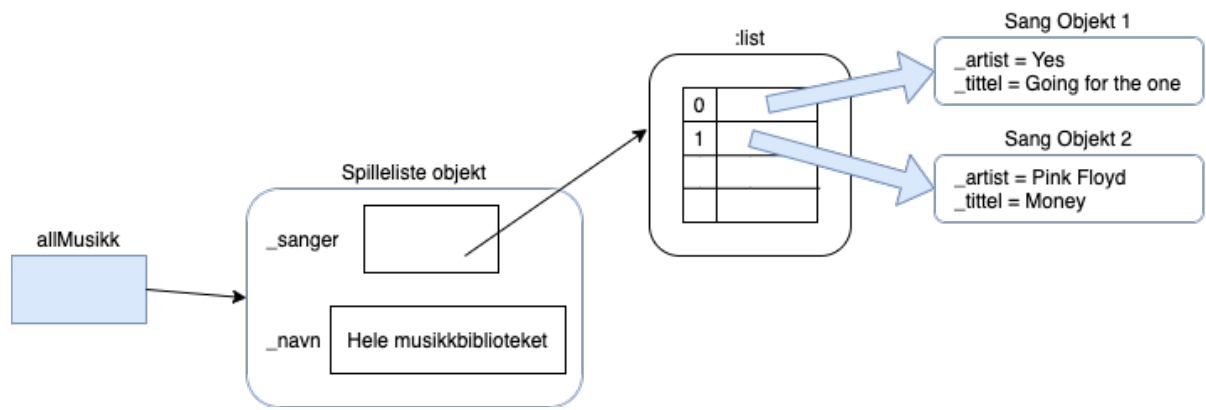 allMusikk
Spilleliste objekt
_sanger
_navn
Hele musikkbiblioteket
:list
0
1
Sang Objekt 1
_artist = Yes
_tittel = Going for the one
Sang Objekt 2
_artist = Pink Floyd
_tittel = Money